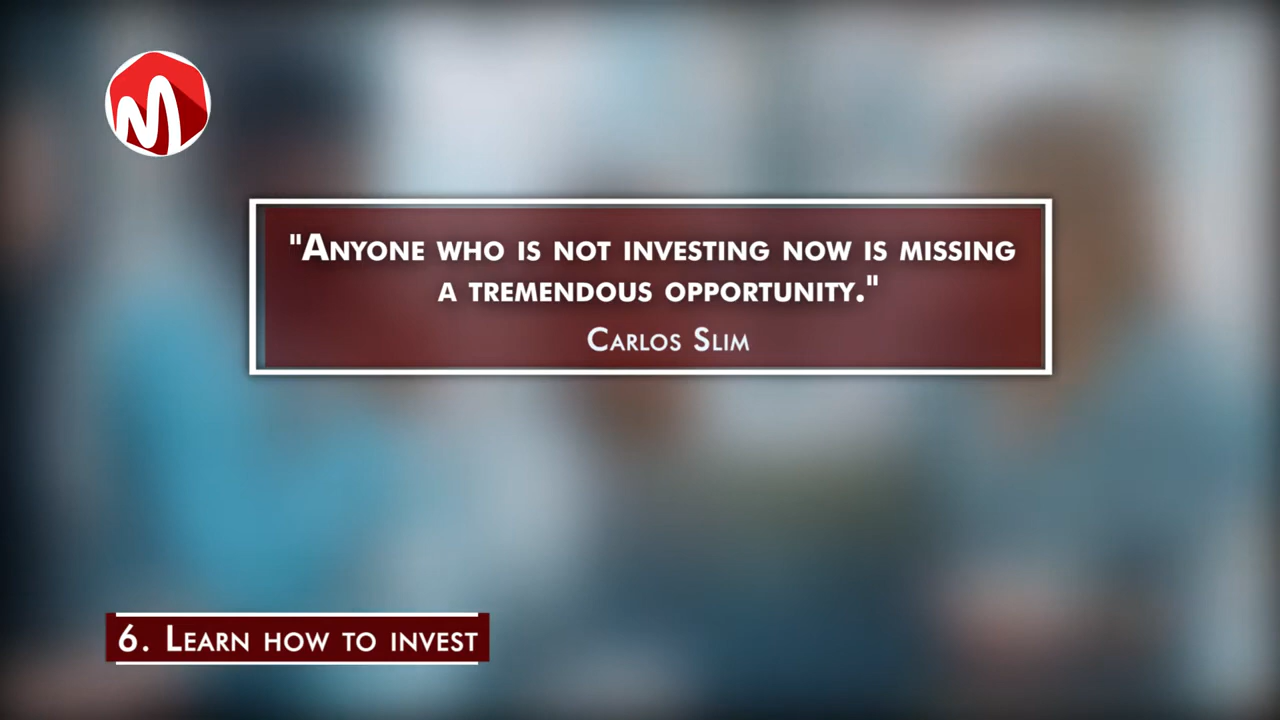 "Anyone who is not investing now is missing
a tremendous opportunity."
Carlos Slim
6. Learn how to invest